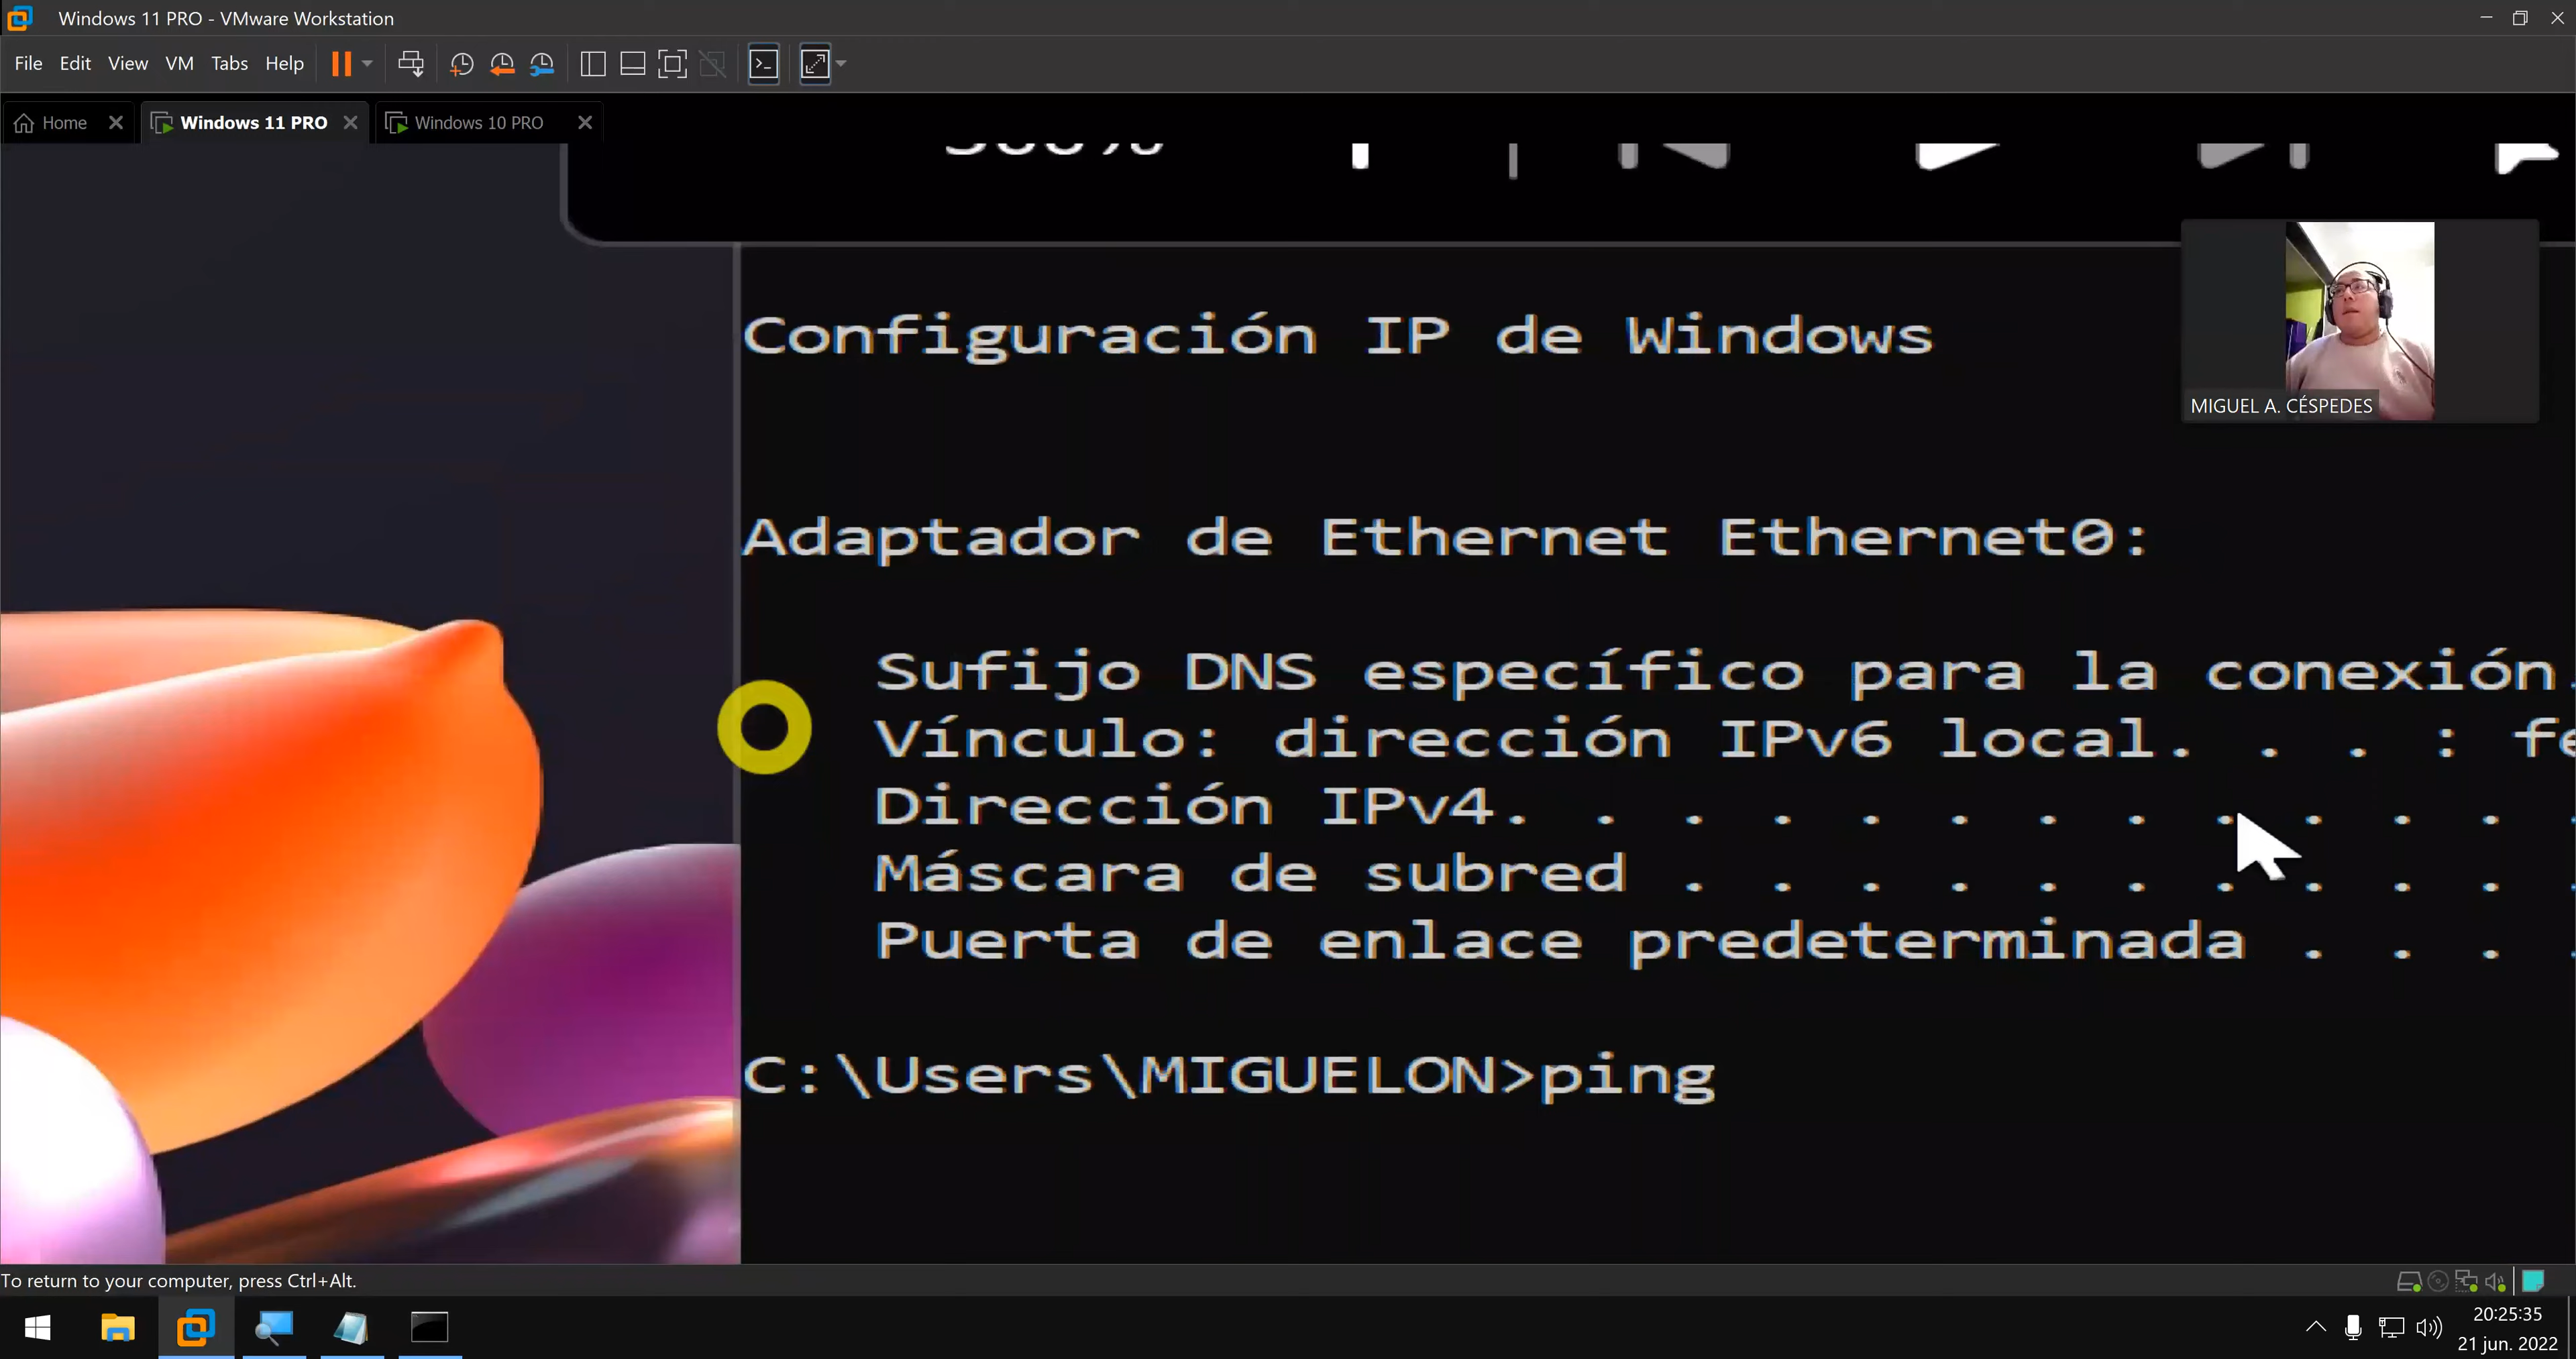 Windows 11 PRO - VMware Workstation
File Edit View VM Tabs Help
Home Windows 11 PRO Windows 10 PRO
Configuración IP de Windows
MIGUEL A. CÉSPEDES
Adaptador de Ethernet Ethernet0:
Sufijo DNS específico para la conexión.
Vínculo: dirección IPv6 local. . . : fe
Dirección IPv4. . . . . . . . . . . . .
Máscara de subred . . . . . . . . . . .
Puerta de enlace predeterminada . . . .
C:\Users\MIGUELON>ping
To return to your computer, press Ctrl+Alt.
20:25:35
21 jun. 2022